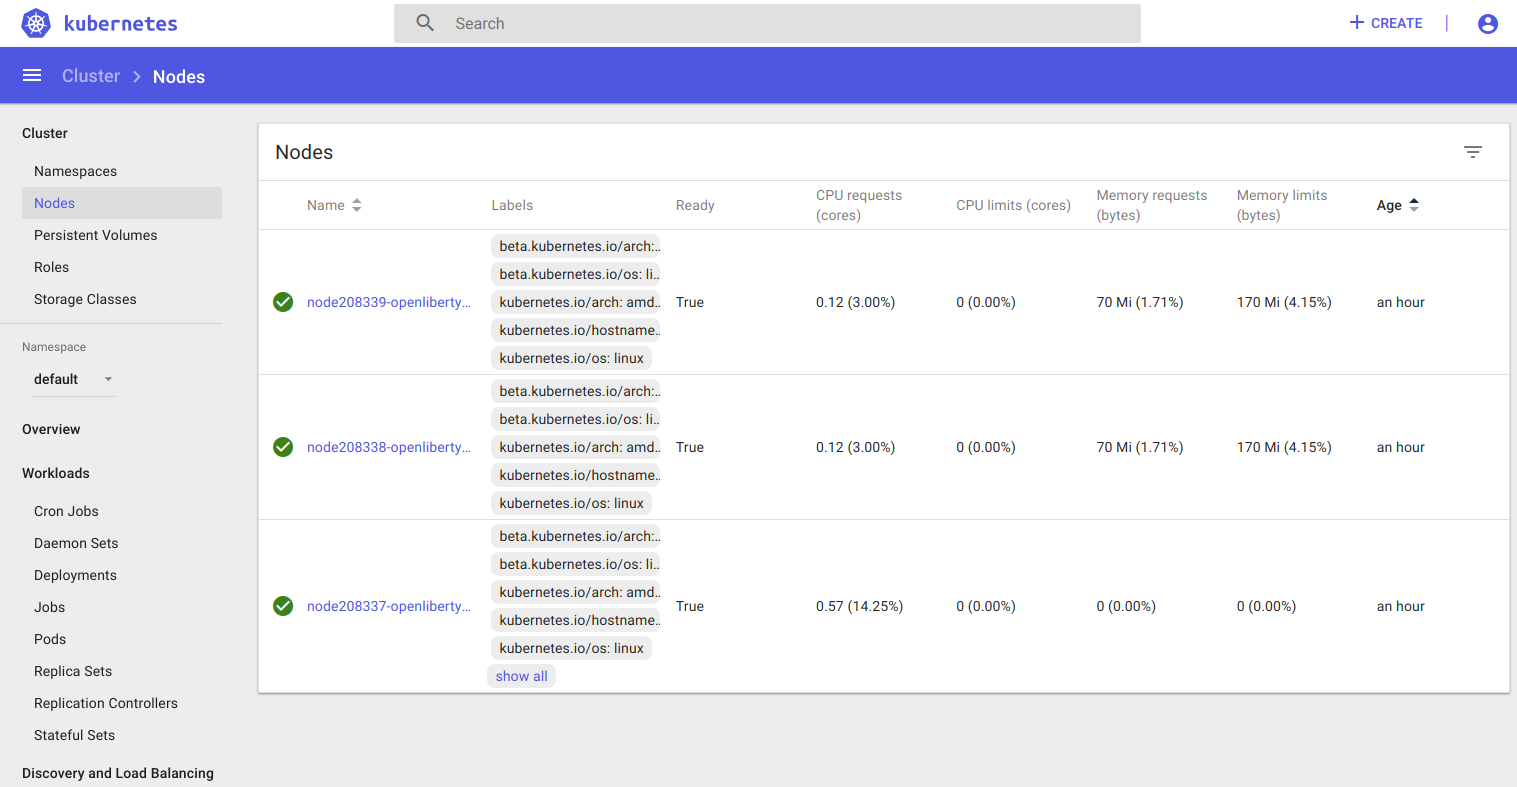 kubernetes
Search
CREATE
Cluster
Nodes
Cluster
Namespaces
Nodes
Persistent Volumes
Roles
Storage Classes
Namespace
default
Overview
Workloads
Cron Jobs
Daemon Sets
Deployments
Jobs
Pods
Replica Sets
Replication Controllers
Stateful Sets
Discovery and Load Balancing
Nodes
Name
Labels
Ready
CPU requests
(cores)
CPU limits (cores)
Memory requests
(bytes)
Memory limits
(bytes)
Age
node208339-openliberty...
beta.kubernetes.io/arch:..
beta.kubernetes.io/os: li..
kubernetes.io/arch: amd..
kubernetes.io/hostname..
kubernetes.io/os: linux
True
0.12 (3.00%)
0 (0.00%)
70 Mi (1.71%)
170 Mi (4.15%)
an hour
node208338-openliberty...
beta.kubernetes.io/arch:..
beta.kubernetes.io/os: li..
kubernetes.io/arch: amd..
kubernetes.io/hostname..
kubernetes.io/os: linux
True
0.12 (3.00%)
0 (0.00%)
70 Mi (1.71%)
170 Mi (4.15%)
an hour
node208337-openliberty...
beta.kubernetes.io/arch:..
beta.kubernetes.io/os: li..
kubernetes.io/arch: amd..
kubernetes.io/hostname..
kubernetes.io/os: linux
show all
True
0.57 (14.25%)
0 (0.00%)
0 (0.00%)
0 (0.00%)
an hour